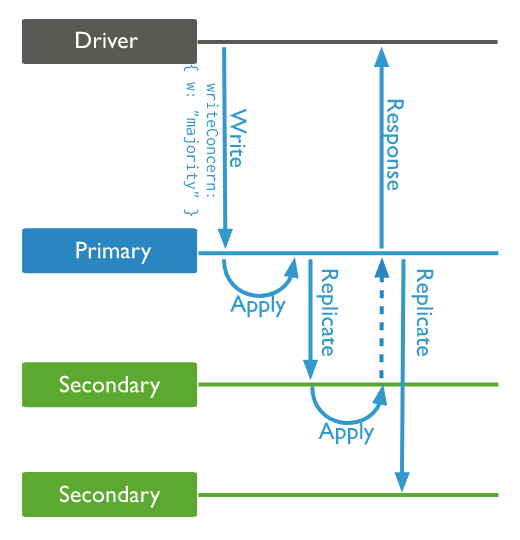 Driver
Write
writeConcern:
{ w: "majority" }
Response
Primary
Apply
Replicate
Replicate
Secondary
Apply
Secondary